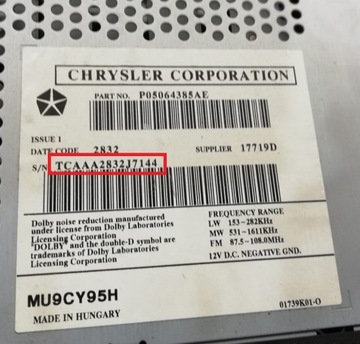 CHRYSLER CORPORATION
PART NO. P05064385AE
ISSUE 1
DATE CODE 2832 SUPPLIER 17719D
S/N TCAAA2832J7144
Dolby noise reduction manufactured
under license from Dolby Laboratories
Licensing Corporation
"DOLBY" and the double-D symbol are
trademarks of Dolby Laboratories
Licensing Corporation
FREQUENCY RANGE
LW 153-282KHz
MW 531-1611KHz
FM 87.5-108.0MHz
12V D.C. NEGATIVE GND.
MU9CY95H
MADE IN HUNGARY
01739K01-O